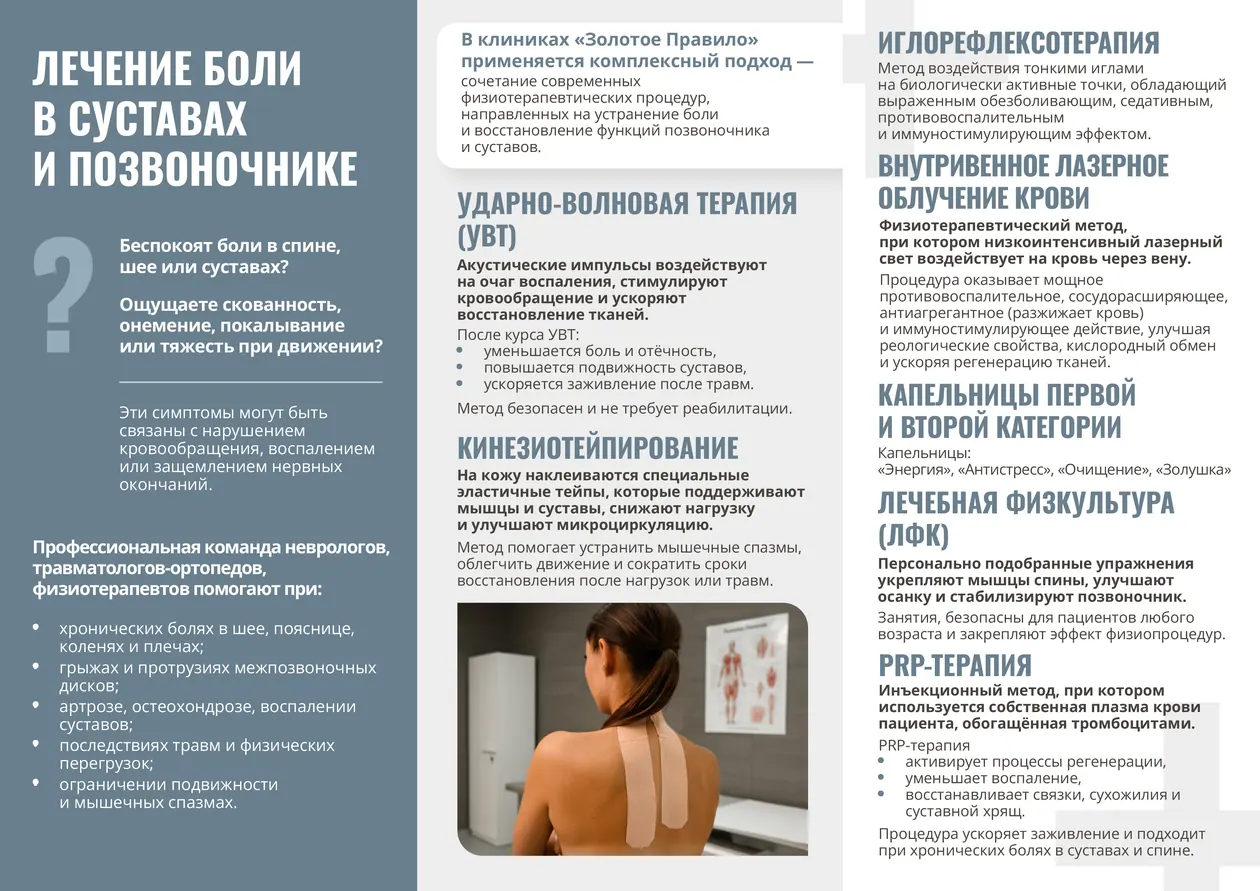 ЛЕЧЕНИЕ БОЛИ
В СУСТАВАХ
И ПОЗВОНОЧНИКЕ
?
Беспокоят боли в спине,
шее или суставах?
Ощущаете скованность,
онемение, покалывание
или тяжесть при движении?
Эти симптомы могут быть
связаны с нарушением
кровообращения, воспалением
или защемлением нервных
окончаний.
Профессиональная команда неврологов,
травматологов-ортопедов,
физиотерапевтов помогают при:
• хронических болях в шее, пояснице,
коленях и плечах;
• грыжах и протрузиях межпозвоночных
дисков;
• артрозе, остеохондрозе, воспалении
суставов;
• последствиях травм и физических
перегрузок;
• ограничении подвижности
и мышечных спазмах.
В клиниках «Золотое Правило»
применяется комплексный подход —
сочетание современных
физиотерапевтических процедур,
направленных на устранение боли
и восстановление функций позвоночника
и суставов.
УДАРНО-ВОЛНОВАЯ ТЕРАПИЯ
(УВТ)
Акустические импульсы воздействуют
на очаг воспаления, стимулируют
кровообращение и ускоряют
восстановление тканей.
После курса УВТ:
• уменьшается боль и отёчность,
• повышается подвижность суставов,
• ускоряется заживление после травм.
Метод безопасен и не требует реабилитации.
КИНЕЗИОТЕЙПИРОВАНИЕ
На кожу наклеиваются специальные
эластичные тейпы, которые поддерживают
мышцы и суставы, снижают нагрузку
и улучшают микроциркуляцию.
Метод помогает устранить мышечные спазмы,
облегчить движение и сократить сроки
восстановления после нагрузок или травм.
ИГЛОРЕФЛЕКСОТЕРАПИЯ
Метод воздействия тонкими иглами
на биологически активные точки, обладающий
выраженным обезболивающим, седативным,
противовоспалительным
и иммуностимулирующим эффектом.
ВНУТРИВЕННОЕ ЛАЗЕРНОЕ
ОБЛУЧЕНИЕ КРОВИ
Физиотерапевтический метод,
при котором низкоинтенсивный лазерный
свет воздействует на кровь через вену.
Процедура оказывает мощное
противовоспалительное, сосудорасширяющее,
антиагрегантное (разжижает кровь)
и иммуностимулирующее действие, улучшая
реологические свойства, кислородный обмен
и ускоряя регенерацию тканей.
КАПЕЛЬНИЦЫ ПЕРВОЙ
И ВТОРОЙ КАТЕГОРИИ
Капельницы:
«Энергия», «Антистресс», «Очищение», «Золушка»
ЛЕЧЕБНАЯ ФИЗКУЛЬТУРА
(ЛФК)
Персонально подобранные упражнения
укрепляют мышцы спины, улучшают
осанку и стабилизируют позвоночник.
Занятия, безопасны для пациентов любого
возраста и закрепляют эффект физиопроцедур.
PRP-ТЕРАПИЯ
Инъекционный метод, при котором
используется собственная плазма крови
пациента, обогащённая тромбоцитами.
PRP-терапия
• активирует процессы регенерации,
• уменьшает воспаление,
• восстанавливает связки, сухожилия и
суставной хрящ.
Процедура ускоряет заживление и подходит
при хронических болях в суставах и спине.